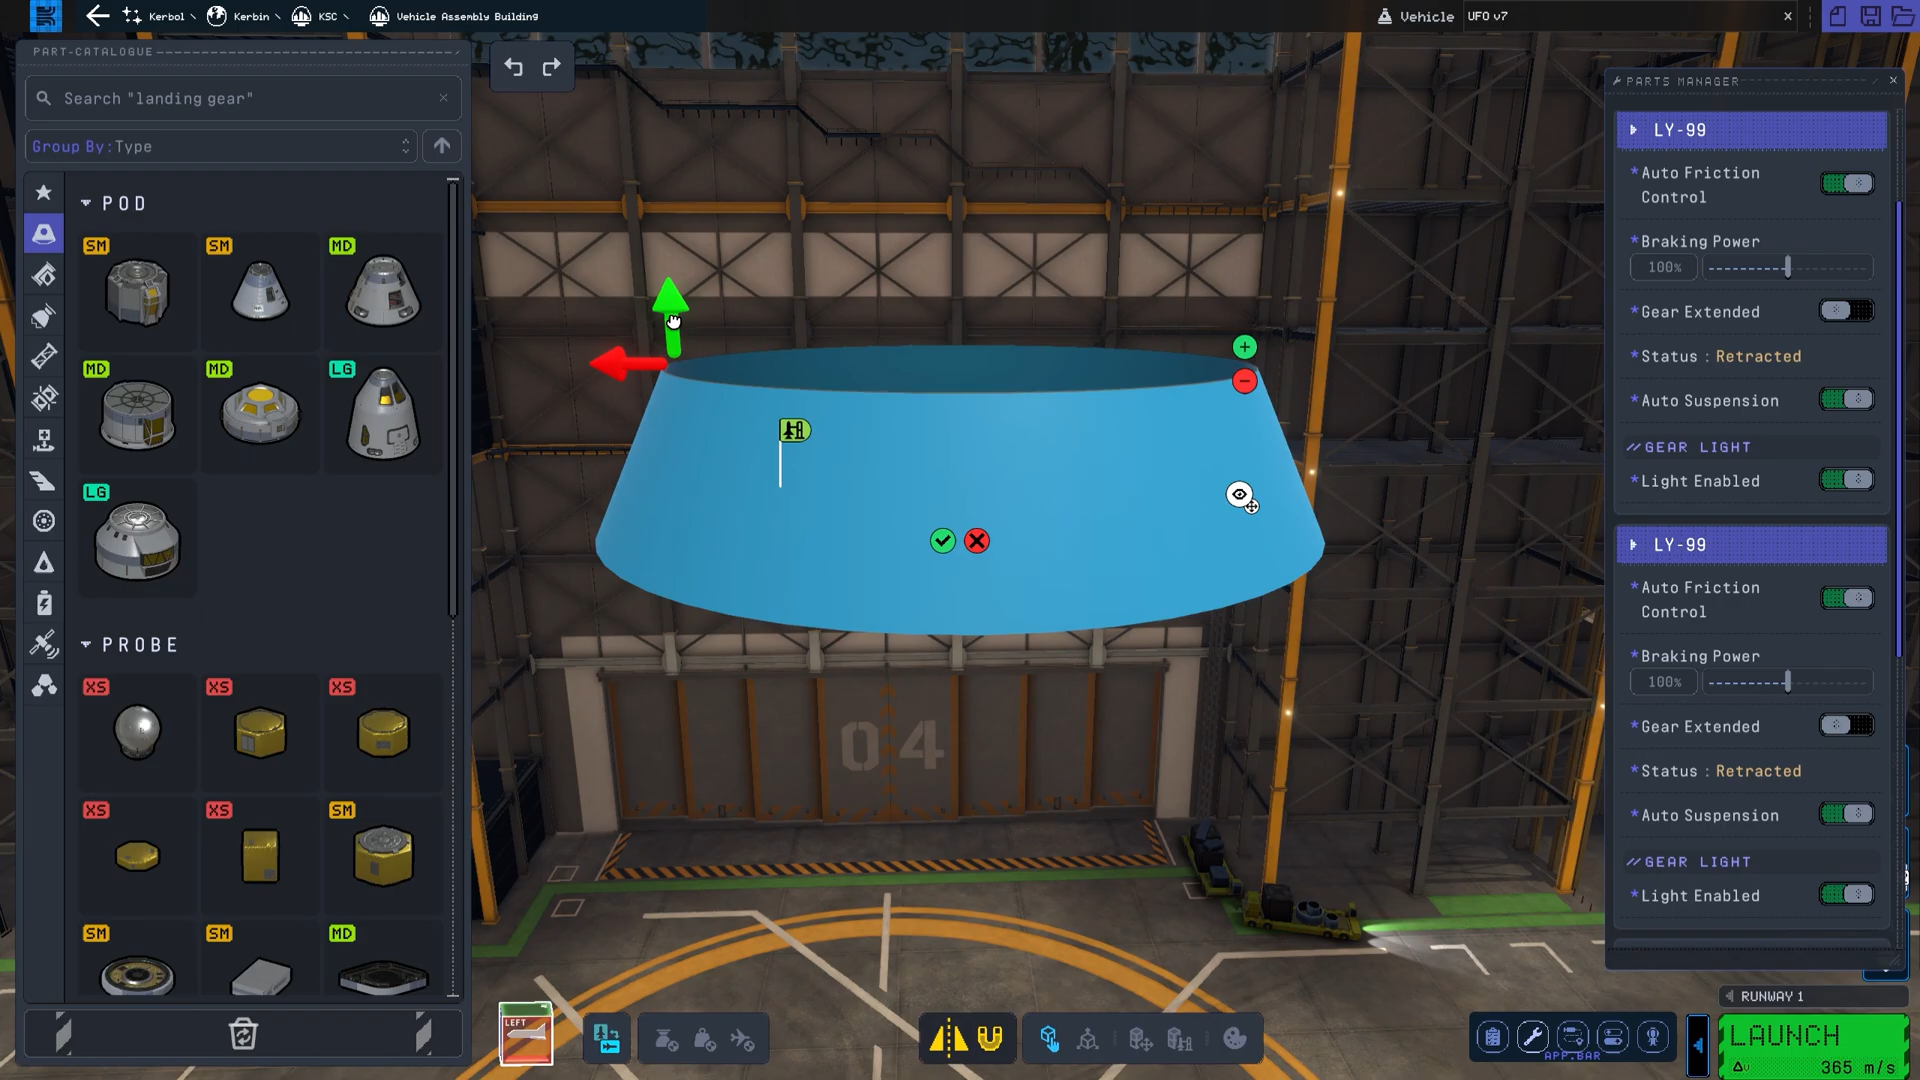 Kerbol
Kerbin
KSC
Vehicle Assembly Building
Vehicle
UFO v7
PART-CATALOGUE
Search "landing gear"
Group By: Type
POD
SM
SM
MD
MD
MD
LG
LG
PROBE
XS
XS
XS
XS
XS
SM
SM
SM
MD
04
LEFT
PARTS MANAGER
LY-99
*Auto Friction
Control
*Braking Power
100%
*Gear Extended
*Status : Retracted
*Auto Suspension
//GEAR LIGHT
*Light Enabled
LY-99
*Auto Friction
Control
*Braking Power
100%
*Gear Extended
*Status : Retracted
*Auto Suspension
//GEAR LIGHT
*Light Enabled
RUNWAY 1
APP.BAR
LAUNCH
Δv 365 m/s